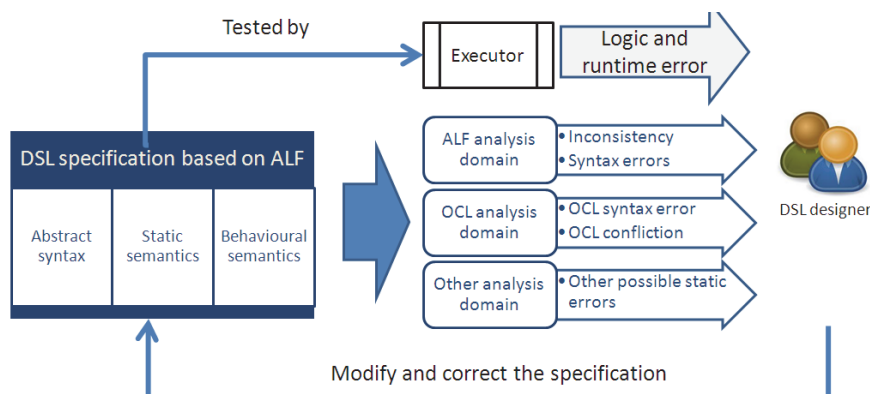 Tested by
Executor
Logic and
runtime error
DSL specification based on ALF
Abstract
syntax
Static
semantics
Behavioural
semantics
ALF analysis
domain
• Inconsistency
• Syntax errors
OCL analysis
domain
• OCL syntax error
• OCL confliction
Other analysis
domain
• Other possible static
errors
DSL designer
Modify and correct the specification